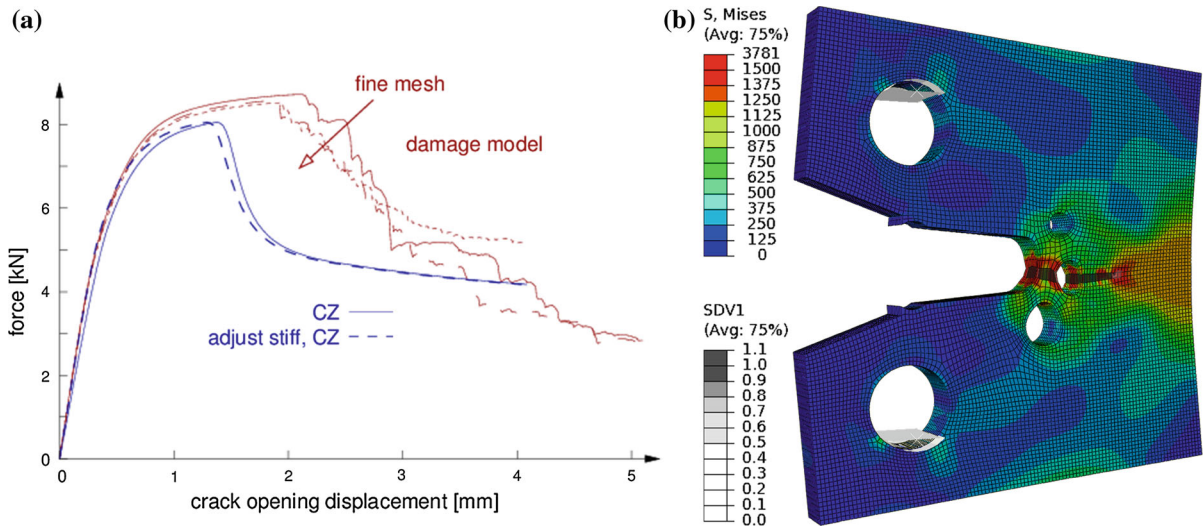 (a)
fine mesh
damage model
CZ
adjust stiff, CZ
force [kN]
8
6
4
2
0
0 1 2 3 4 5
crack opening displacement [mm]
(b)
S, Mises
(Avg: 75%)
3781
1500
1375
1250
1125
1000
875
750
625
500
375
250
125
0
SDV1
(Avg: 75%)
1.1
1.0
0.9
0.8
0.7
0.6
0.5
0.4
0.3
0.2
0.1
0.0